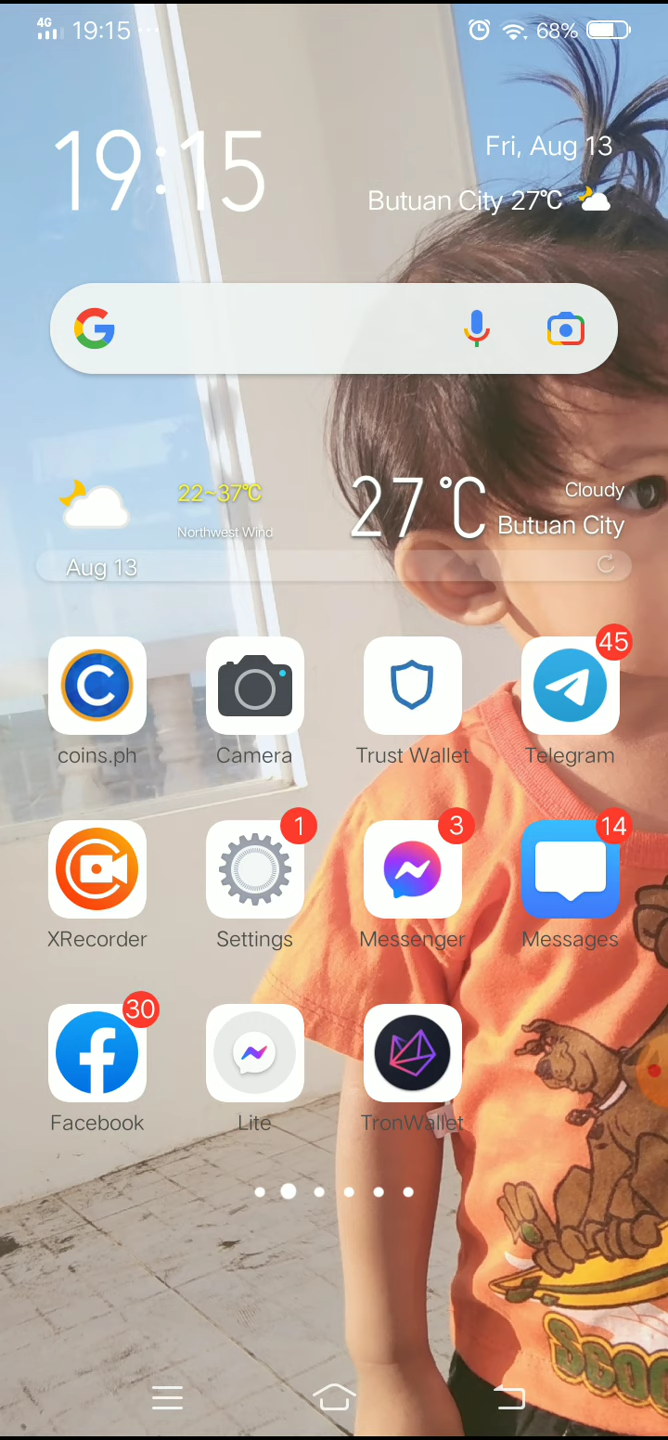 4G 19:15 ... 68%
19:15
Fri, Aug 13
Butuan City 27℃
22~37℃
Northwest Wind
27℃
Cloudy
Butuan City
Aug 13
45
coins.ph Camera Trust Wallet Telegram
1 3 14
XRecorder Settings Messenger Messages
30
Facebook Lite TronWallet